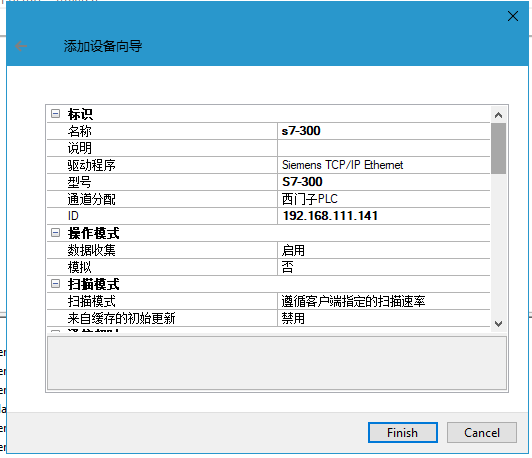 添加设备向导
标识
名称 s7-300
说明
驱动程序 Siemens TCP/IP Ethernet
型号 S7-300
通道分配 西门子PLC
ID 192.168.111.141
操作模式
数据收集 启用
模拟 否
扫描模式
扫描模式 遵循客户端指定的扫描速率
来自缓存的初始更新 禁用
Finish Cancel